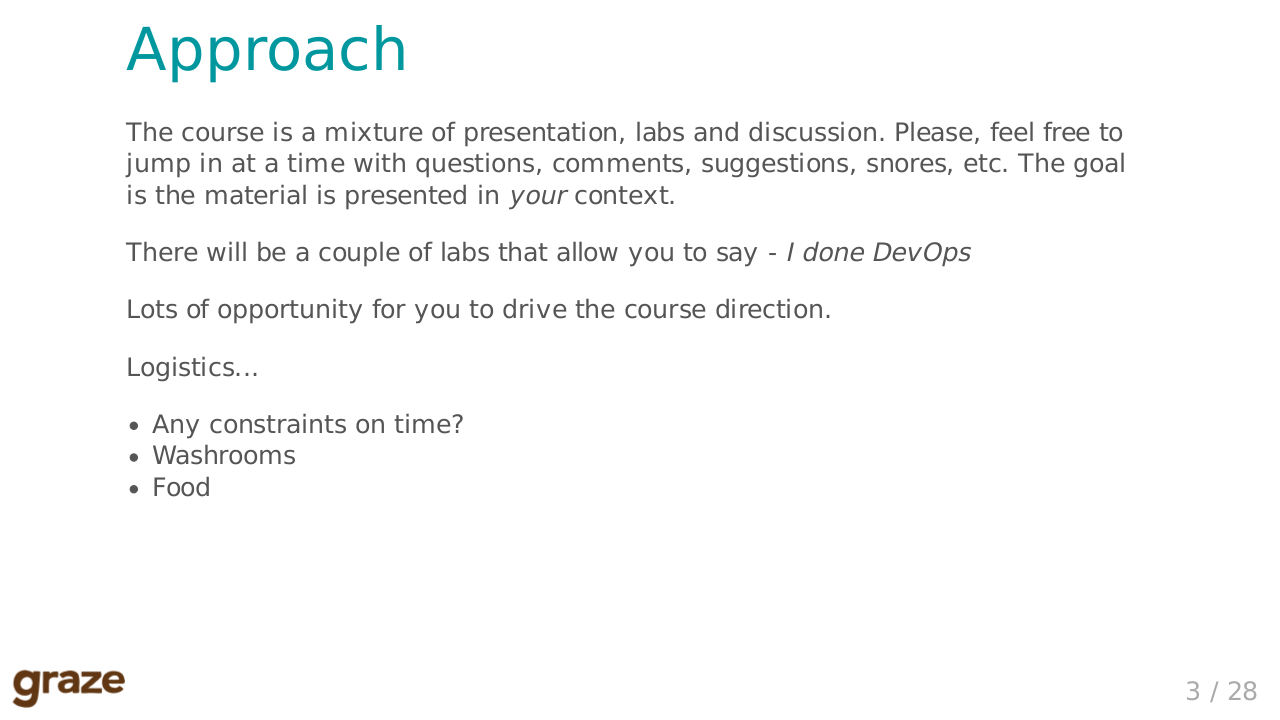 Approach
The course is a mixture of presentation, labs and discussion. Please, feel free to
jump in at a time with questions, comments, suggestions, snores, etc. The goal
is the material is presented in your context.
There will be a couple of labs that allow you to say - I done DevOps
Lots of opportunity for you to drive the course direction.
Logistics...
• Any constraints on time?
• Washrooms
• Food
graze
3 / 28